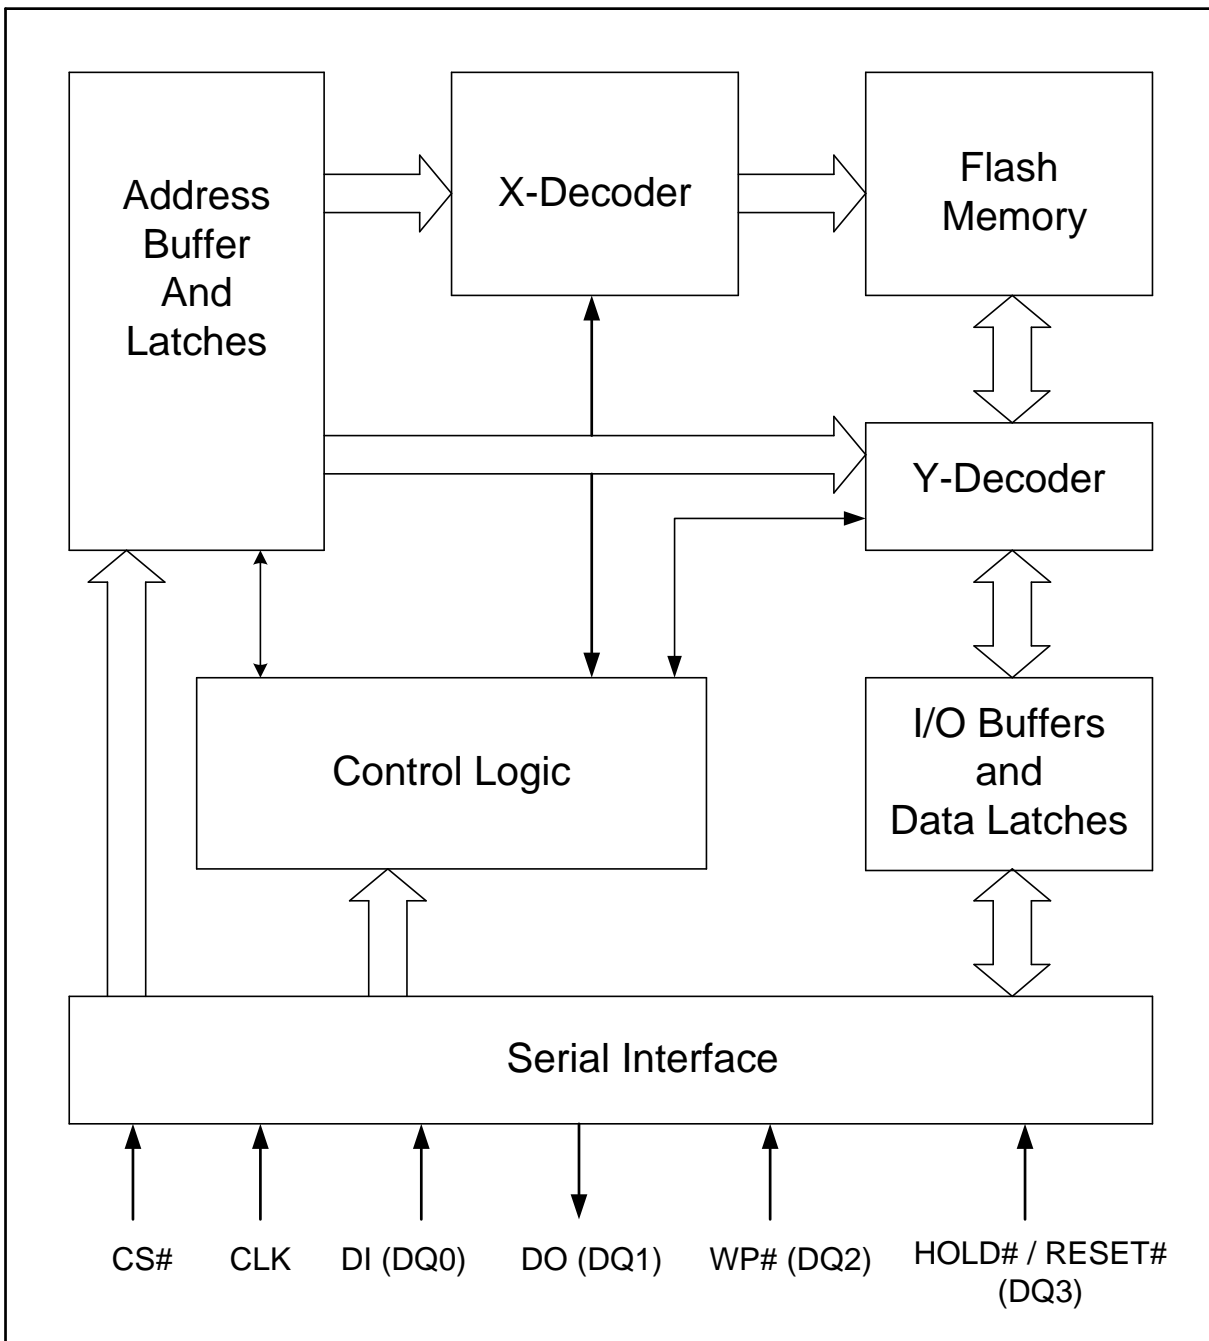 Address
Buffer
And
Latches
X-Decoder
Flash
Memory
Y-Decoder
Control Logic
I/O Buffers
and
Data Latches
Serial Interface
CS#
CLK
DI (DQ0)
DO (DQ1)
WP# (DQ2)
HOLD# / RESET#
(DQ3)